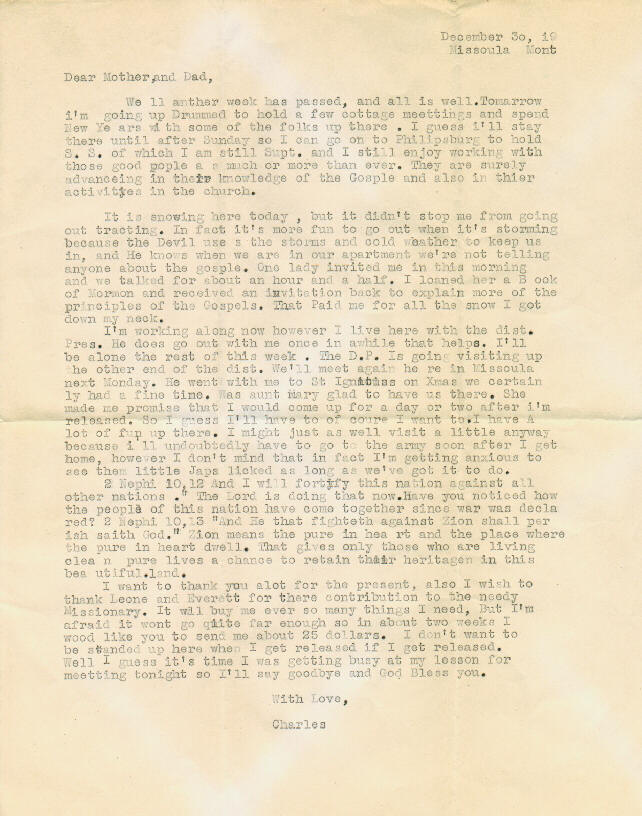 December 30, 19
Missoula Mont
Dear Mother,and Dad,
We ll anther week has passed, and all is well.Tomarrow
i'm going up Drummed to hold a few cottage meettings and spend
New Ye ars with some of the folks up there . I guess i'll stay
there until after Sunday so I can go on to Philipsburg to hold
S. S. of which I am still Supt. and I still enjoy working with
those good pople a s much or more than ever. They are surely
advanceing in their knowledge of the Gosple and also in thier
activities in the church.
It is snowing here today , but it didn't stop me from going
out tracting. In fact it's more fun to go out when it's storming
because the Devil use s the storms and cold weather to keep us
in, and He knows when we are in our apartment we're not telling
anyone about the gosple. One lady invited me in this morning
and we talked for about an hour and a half. I loaned her a B ook
of Mormon and received an invitation back to explain more of the
principles of the Gospels. That Paid me for all the snow I got
down my neck.
I'm working along now however I live here with the dist.
Pres. He does go out with me once in awhile that helps. I'll
be alone the rest of this week . The D.P. Is going visiting up
the other end of the dist. We'll meet again he re in Missoula
next Monday. He went with me to St Ignatius on Xmas we certain
ly had a fine time. Was aunt Mary glad to have us there. She
made me promise that I would come up for a day or two after i'm
released. So I guess I'll have to of coure I want to.I have A
lot of fun up there. I might just as well visit a little anyway
because i'll undoubtedly have to go to the army soon after I get
home, however I don't mind that in fact I'm getting anxious to
see them little Japs licked as long as we've got it to do.
2 Nephi 10,12 And I will fortify this nation against all
other nations ." The Lord is doing that now.Have you noticed how
the people of this nation have come together since war was decla
red? 2 Nephi 10,13 "And He that fighteth against Zion shall per
ish saith God." Zion means the pure in hea rt and the place where
the pure in heart dwell. That gives only those who are living
clea n pure lives a chance to retain their heritagen in this
bea utiful.land.
I want to thank you alot for the present, also I wish to
thank Leone and Everett for there contribution to the needy
Missionary. It will buy me ever so many things I need, But I'm
afraid it wont go quite far enough so in about two weeks I
wood like you to send me about 25 dollars. I don't want to
be standed up here when I get released if I get released.
Well I guess it's time I was getting busy at my lesson for
meetting tonight so I'll say goodbye and God Bless you.
With Love,
Charles